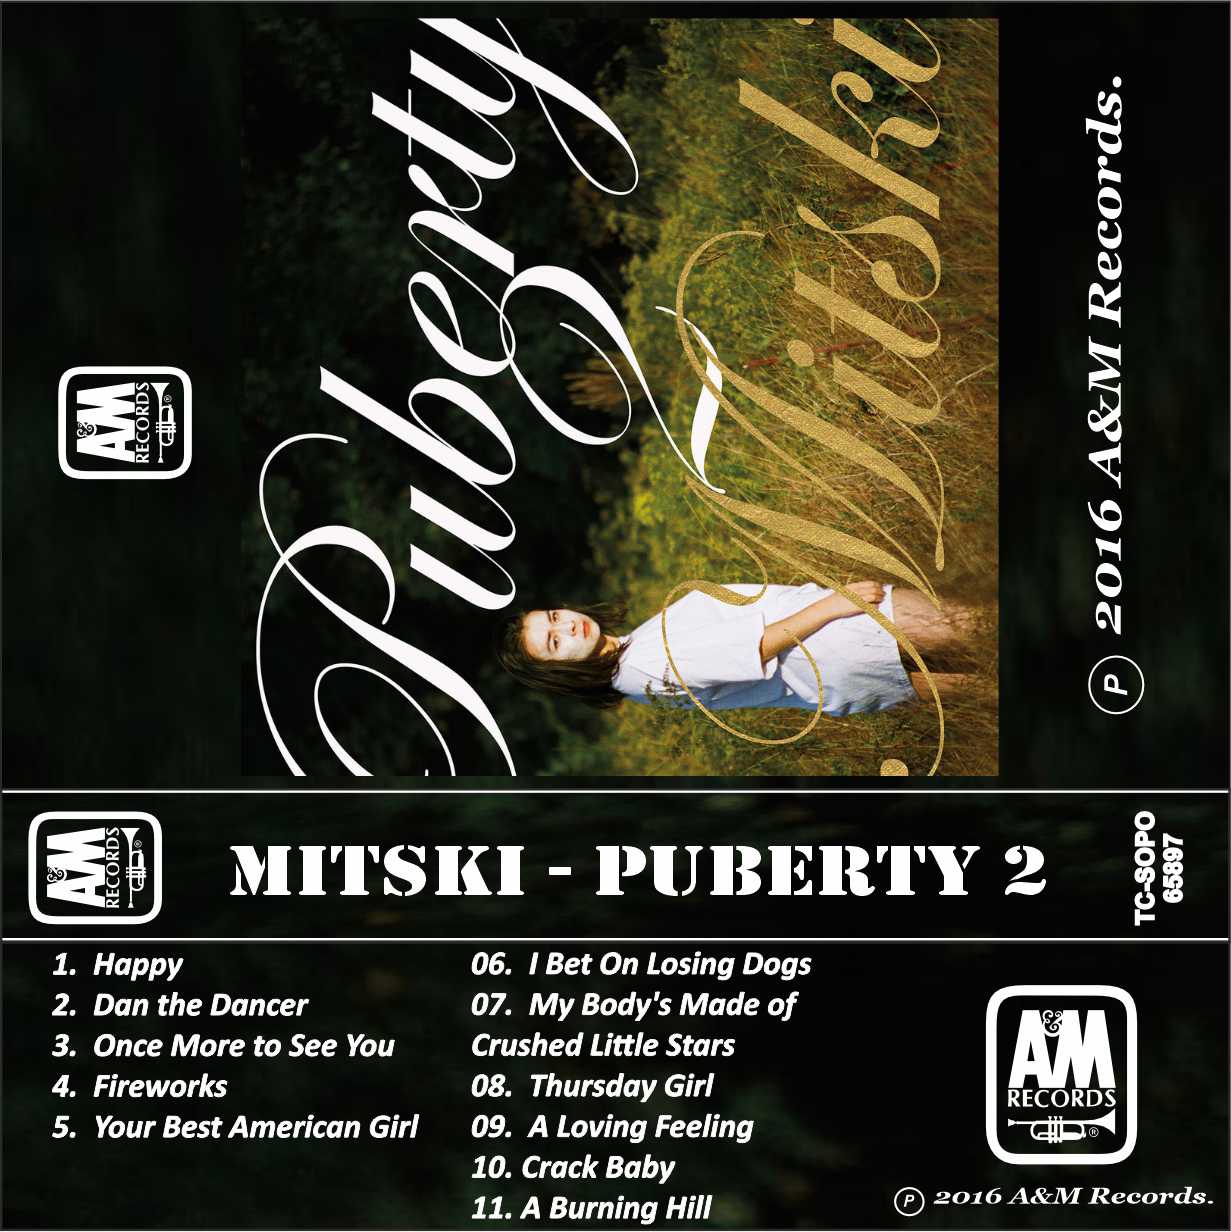 Puberty 2
Mitski
A&M
RECORDS
®
P 2016 A&M Records.
A&M
RECORDS
®
MITSKI - PUBERTY 2
TC-SOPO
65897
1. Happy
2. Dan the Dancer
3. Once More to See You
4. Fireworks
5. Your Best American Girl
06. I Bet On Losing Dogs
07. My Body's Made of
Crushed Little Stars
08. Thursday Girl
09. A Loving Feeling
10. Crack Baby
11. A Burning Hill
A&M
RECORDS
®
P 2016 A&M Records.